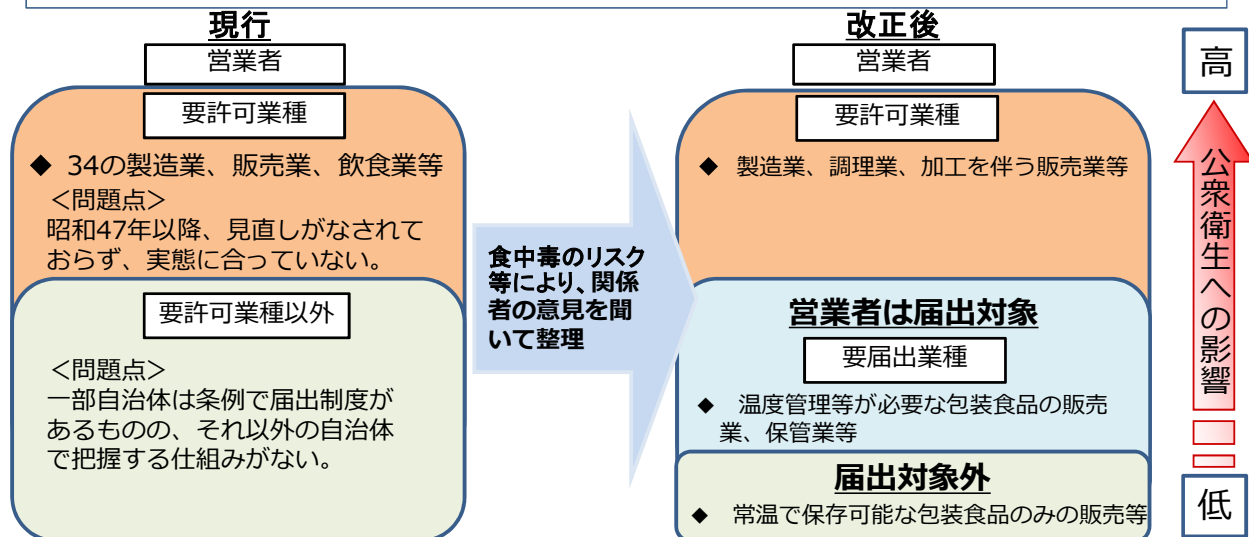 現行
営業者
要許可業種
◆ 34の製造業、販売業、飲食業等
＜問題点＞
昭和47年以降、見直しがなされて
おらず、実態に合っていない。
要許可業種以外
＜問題点＞
一部自治体は条例で届出制度が
あるものの、それ以外の自治体
で把握する仕組みがない。
食中毒のリスク
等により、関係
者の意見を聞
いて整理
改正後
営業者
要許可業種
◆ 製造業、調理業、加工を伴う販売業等
営業者は届出対象
要届出業種
◆ 温度管理等が必要な包装食品の販売
業、保管業等
届出対象外
◆ 常温で保存可能な包装食品のみの販売等
高
公衆衛生への影響
低